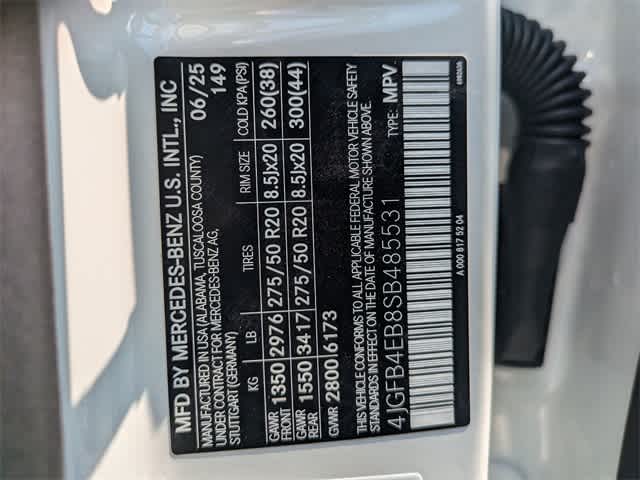 MFD BY MERCEDES-BENZ U.S. INTL., INC
MANUFACTURED IN USA (ALABAMA, TUSCALOOSA COUNTY) 06/25
UNDER CONTRACT FOR MERCEDES-BENZ AG, 149
STUTTGART (GERMANY)
KG LB TIRES RIM SIZE COLD KPA(PSI)
GAWR FRONT 1350 2976 275/50 R20 8.5Jx20 260(38)
GAWR REAR 1550 3417 275/50 R20 8.5Jx20 300(44)
GVWR 2800 6173
THIS VEHICLE CONFORMS TO ALL APPLICABLE FEDERAL MOTOR VEHICLE SAFETY
STANDARDS IN EFFECT ON THE DATE OF MANUFACTURE SHOWN ABOVE.
4JGFB4EB8SB485531 TYPE: MPV
A 000 817 52 04